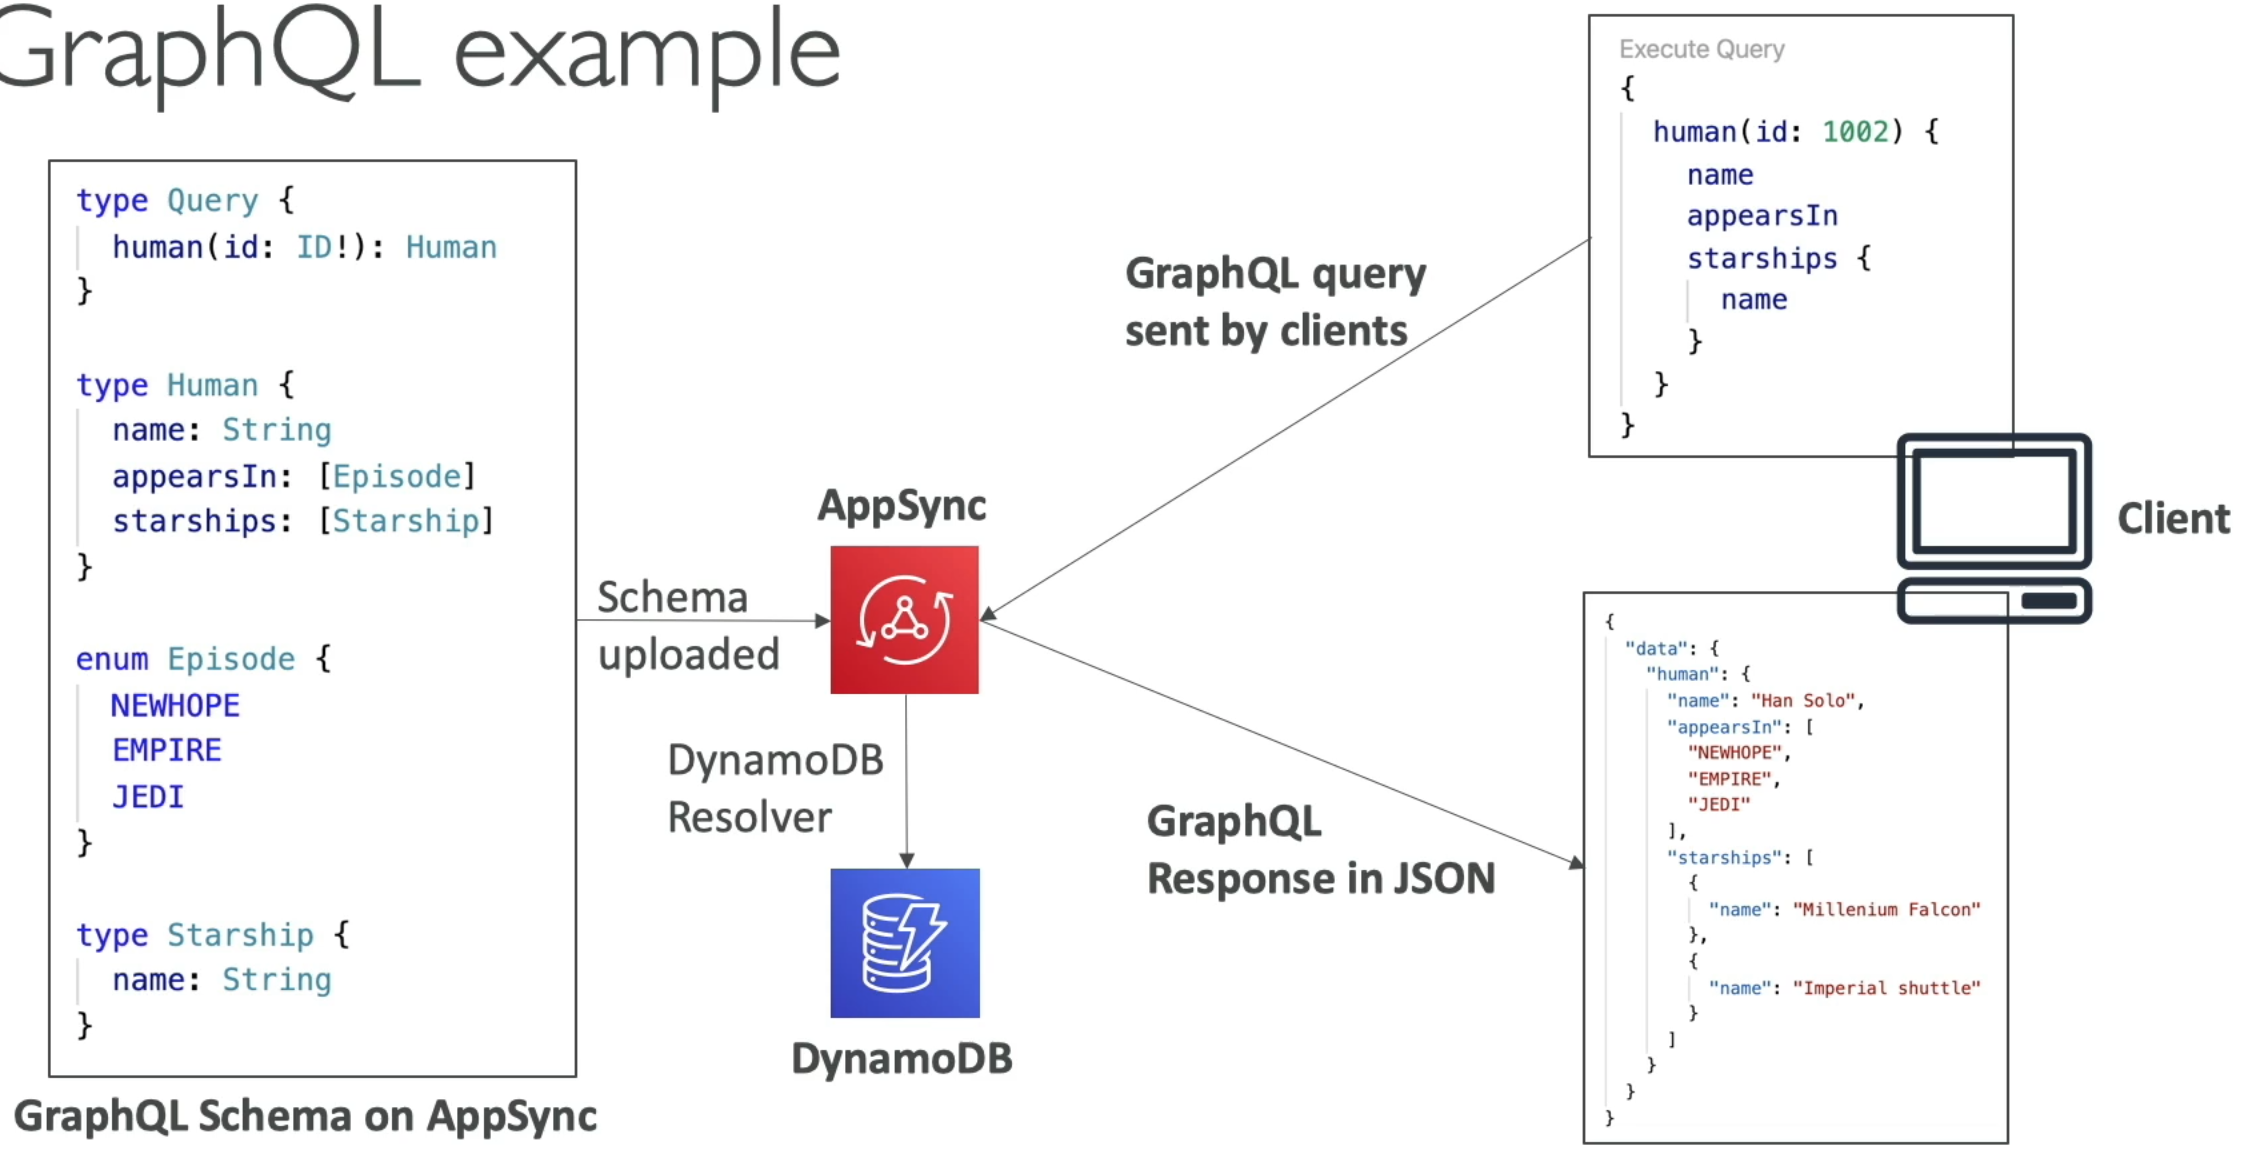 GraphQL example
type Query {
human(id: ID!): Human
}
type Human {
name: String
appearsIn: [Episode]
starships: [Starship]
}
enum Episode {
NEWHOPE
EMPIRE
JEDI
}
type Starship {
name: String
}
GraphQL Schema on AppSync
Schema
uploaded
AppSync
DynamoDB
Resolver
DynamoDB
GraphQL query
sent by clients
Execute Query
{
human(id: 1002) {
name
appearsIn
starships {
name
}
}
}
Client
GraphQL
Response in JSON
{
"data": {
"human": {
"name": "Han Solo",
"appearsIn": [
"NEWHOPE",
"EMPIRE",
"JEDI"
],
"starships": [
{
"name": "Millenium Falcon"
},
{
"name": "Imperial shuttle"
}
]
}
}
}